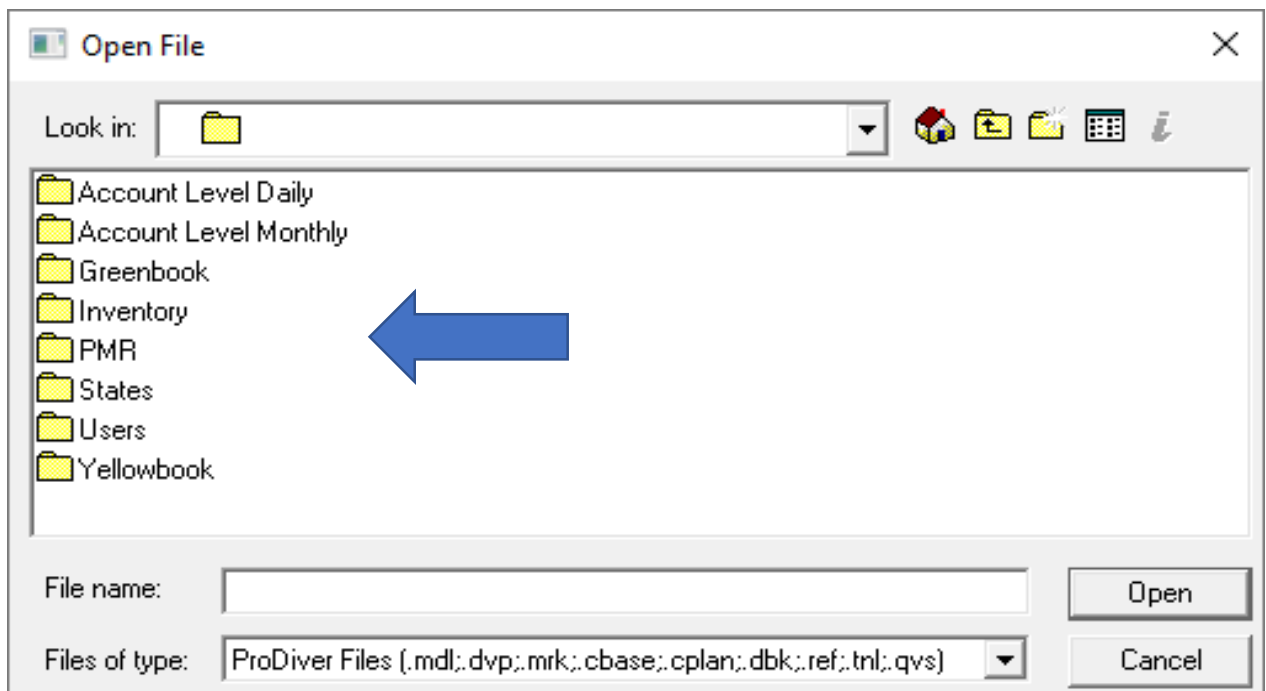 Open File
Look in:
Account Level Daily
Account Level Monthly
Greenbook
Inventory
PMR
States
Users
Yellowbook
File name:
Open
Files of type: ProDiver Files (.mdl;.dvp;.mrk;.cbase;.cplan;.dbk;.ref;.tnl;.qvs) Cancel